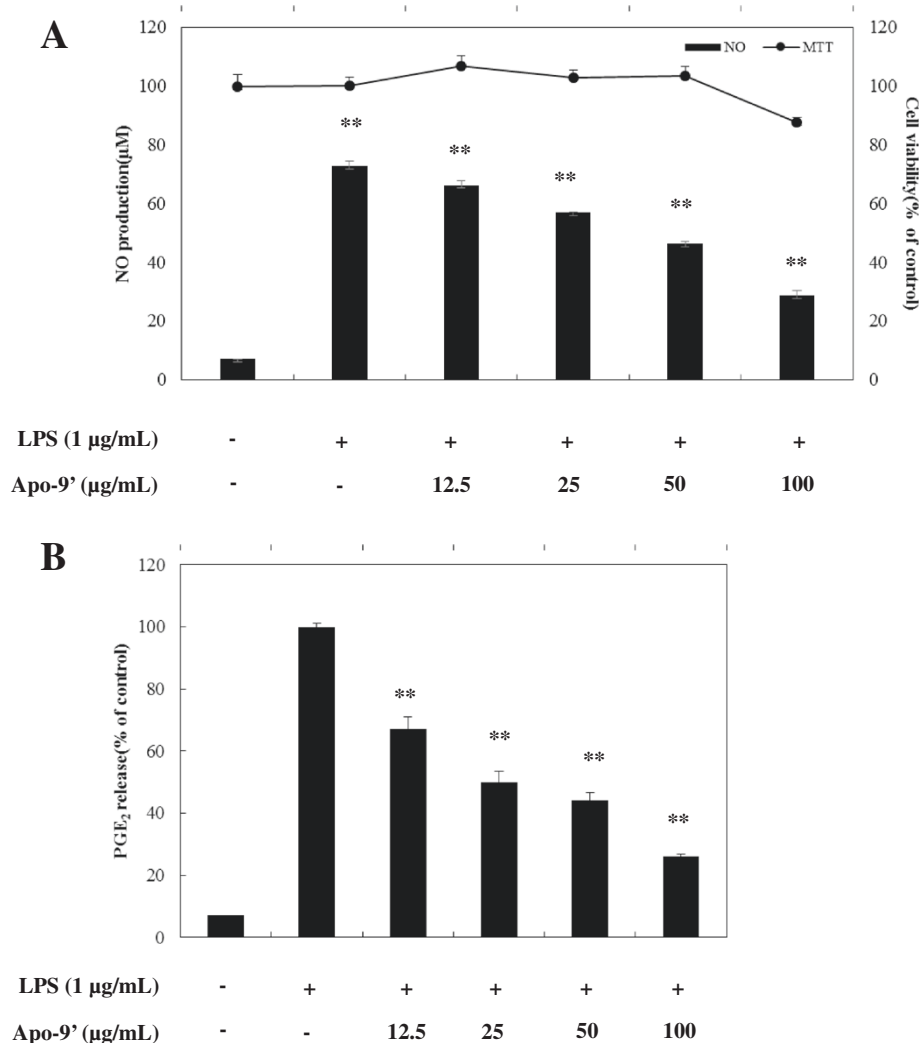 A
NO MTT
120 120
100 100
80 80
60 60
40 40
20 20
0 0
NO production(µM)
Cell viability(% of control)
** ** ** ** **
LPS (1 µg/mL) - + + + + +
Apo-9’ (µg/mL) - - 12.5 25 50 100
B
120
100
80
60
40
20
0
PGE₂ release(% of control)
** ** ** **
LPS (1 µg/mL) - + + + + +
Apo-9’ (µg/mL) - - 12.5 25 50 100